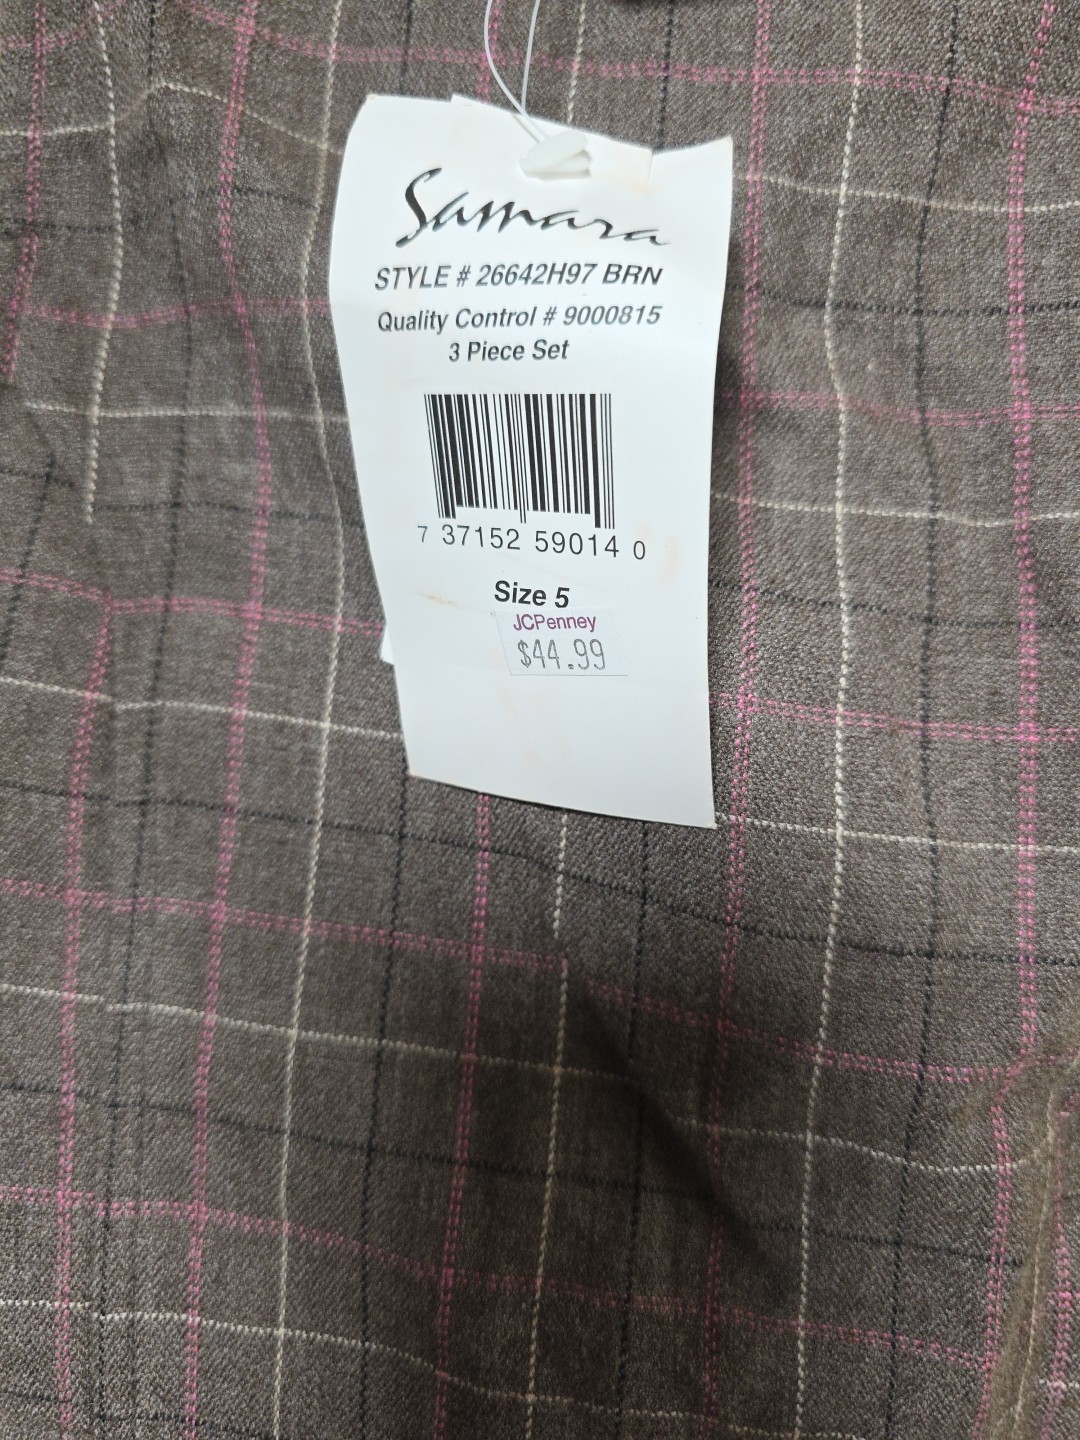 Samara
STYLE # 26642H97 BRN
Quality Control # 9000815
3 Piece Set
7 37152 59014 0
Size 5
JCPenney
$44.99